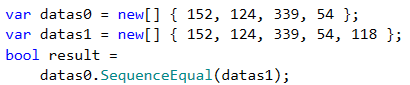 var datas0 = new[] { 152, 124, 339, 54 };
var datas1 = new[] { 152, 124, 339, 54, 118 };
bool result =
    datas0.SequenceEqual(datas1);